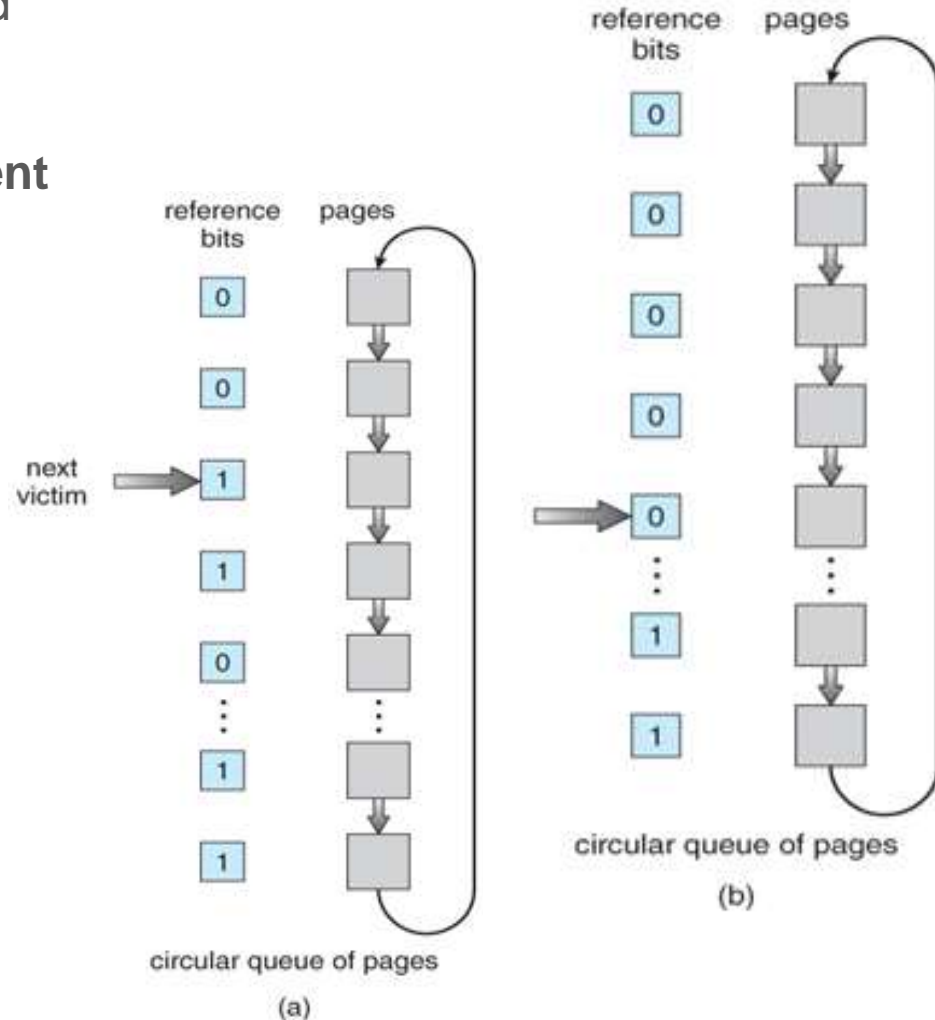 d
ent
reference
bits
pages
0
0
next
victim
1
1
0
1
1
circular queue of pages
(a)
reference
bits
pages
0
0
0
0
0
1
1
circular queue of pages
(b)